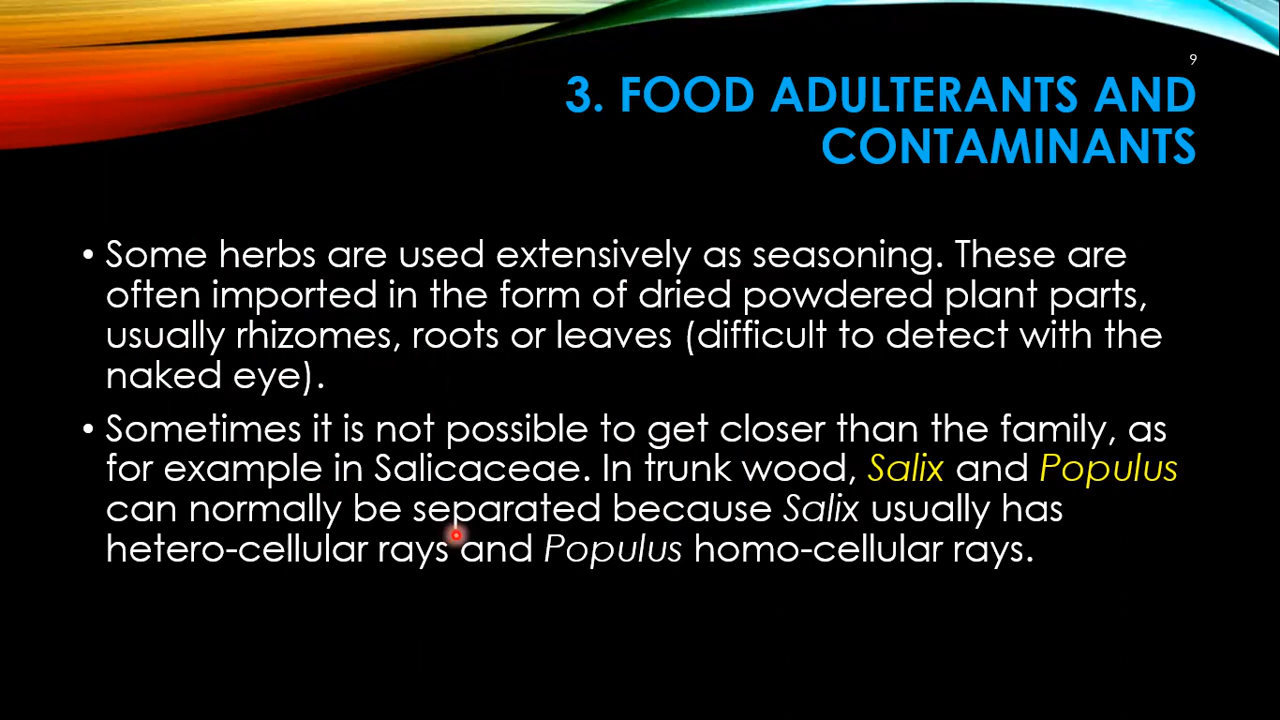 9
3. FOOD ADULTERANTS AND
CONTAMINANTS
• Some herbs are used extensively as seasoning. These are
often imported in the form of dried powdered plant parts,
usually rhizomes, roots or leaves (difficult to detect with the
naked eye).
• Sometimes it is not possible to get closer than the family, as
for example in Salicaceae. In trunk wood, Salix and Populus
can normally be separated because Salix usually has
hetero-cellular rays and Populus homo-cellular rays.